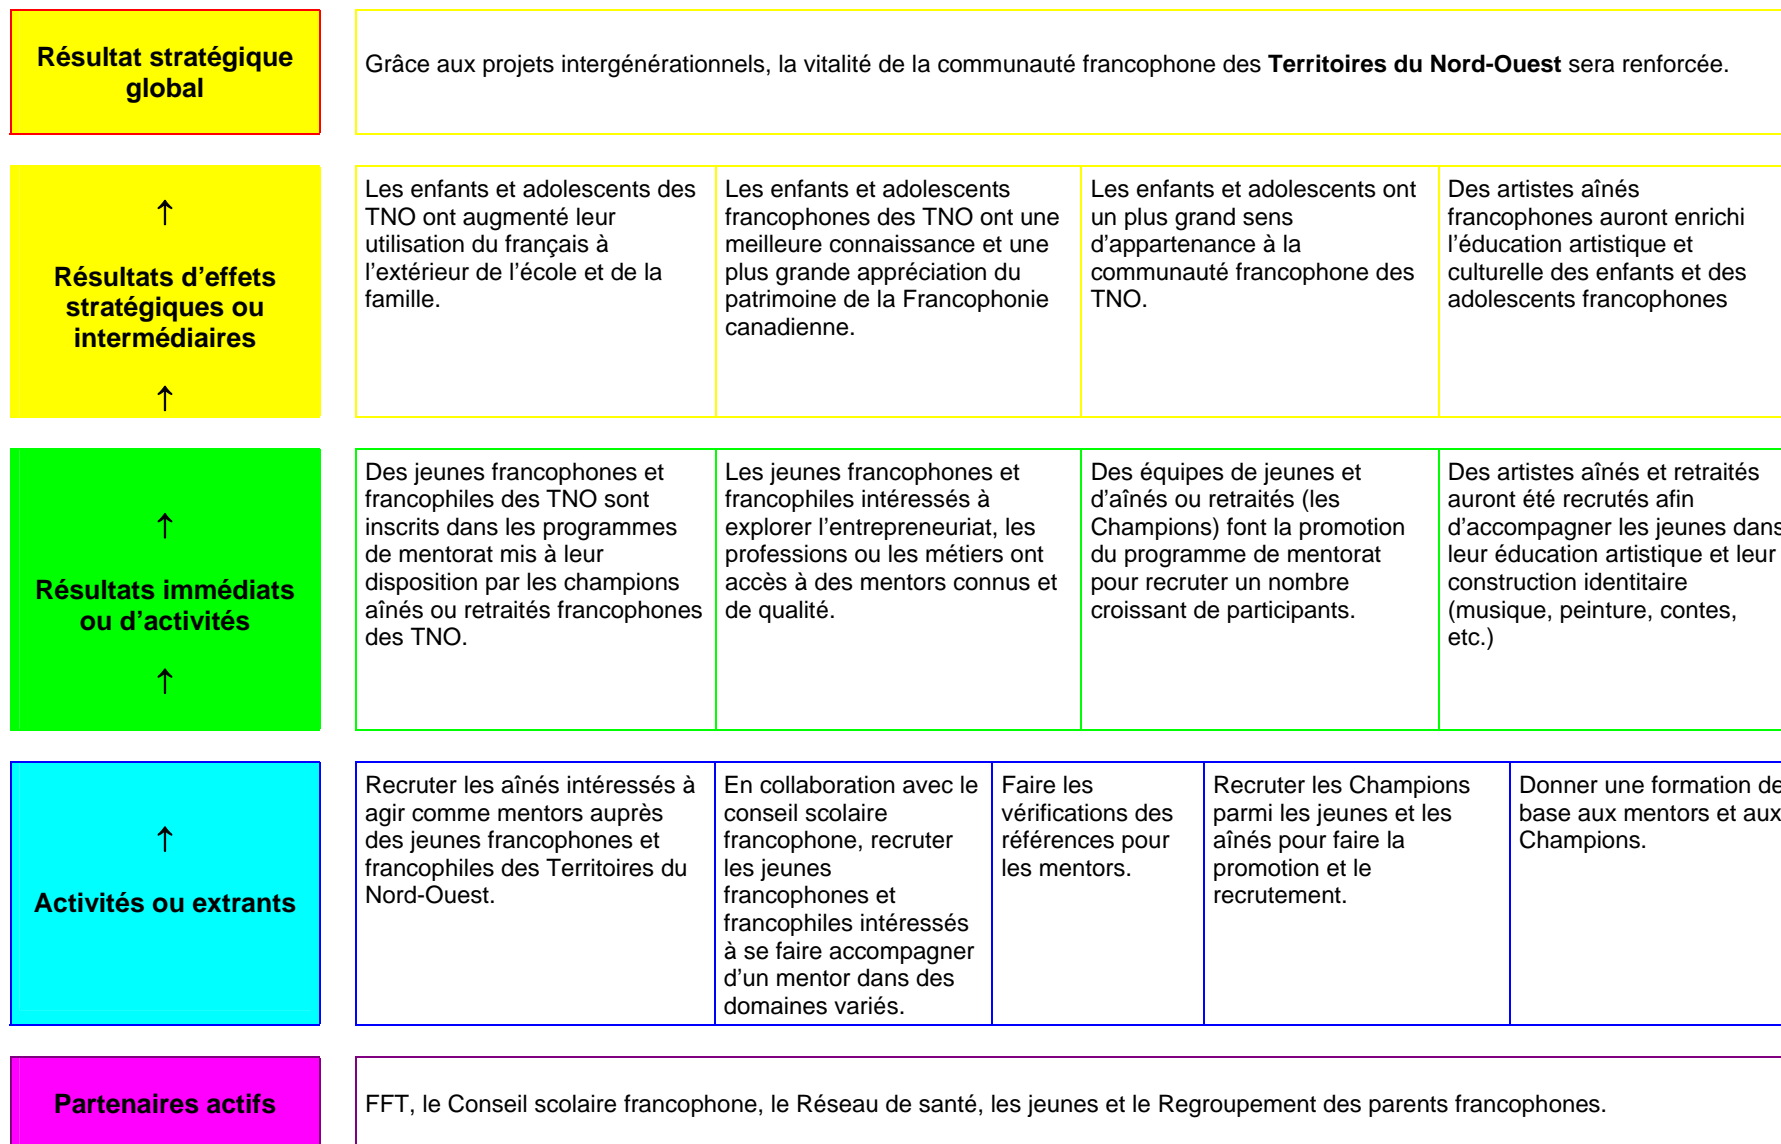 Résultat stratégique
global
Grâce aux projets intergénérationnels, la vitalité de la communauté francophone des Territoires du Nord-Ouest sera renforcée.
↑
Résultats d’effets
stratégiques ou
intermédiaires
↑
Les enfants et adolescents des
TNO ont augmenté leur
utilisation du français à
l’extérieur de l’école et de la
famille.
Les enfants et adolescents
francophones des TNO ont une
meilleure connaissance et une
plus grande appréciation du
patrimoine de la Francophonie
canadienne.
Les enfants et adolescents ont
un plus grand sens
d’appartenance à la
communauté francophone des
TNO.
Des artistes aînés
francophones auront enrichi
l’éducation artistique et
culturelle des enfants et des
adolescents francophones
↑
Résultats immédiats
ou d’activités
↑
Des jeunes francophones et
francophiles des TNO sont
inscrits dans les programmes
de mentorat mis à leur
disposition par les champions
aînés ou retraités francophones
des TNO.
Les jeunes francophones et
francophiles intéressés à
explorer l’entrepreneuriat, les
professions ou les métiers ont
accès à des mentors connus et
de qualité.
Des équipes de jeunes et
d’aînés ou retraités (les
Champions) font la promotion
du programme de mentorat
pour recruter un nombre
croissant de participants.
Des artistes aînés et retraités
auront été recrutés afin
d’accompagner les jeunes dans
leur éducation artistique et leur
construction identitaire
(musique, peinture, contes,
etc.)
↑
Activités ou extrants
Recruter les aînés intéressés à
agir comme mentors auprès
des jeunes francophones et
francophiles des Territoires du
Nord-Ouest.
En collaboration avec le
conseil scolaire
francophone, recruter
les jeunes
francophones et
francophiles intéressés
à se faire accompagner
d’un mentor dans des
domaines variés.
Faire les
vérifications des
références pour
les mentors.
Recruter les Champions
parmi les jeunes et les
aînés pour faire la
promotion et le
recrutement.
Donner une formation de
base aux mentors et aux
Champions.
Partenaires actifs
FFT, le Conseil scolaire francophone, le Réseau de santé, les jeunes et le Regroupement des parents francophones.